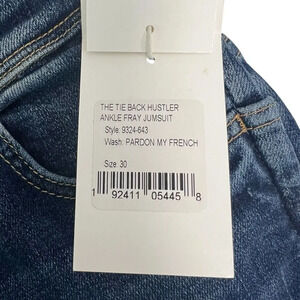 THE TIE BACK HUSTLER
ANKLE FRAY JUMSUIT
Style: 9324-643
Wash: PARDON MY FRENCH
Size: 30
1 92411 05445 8